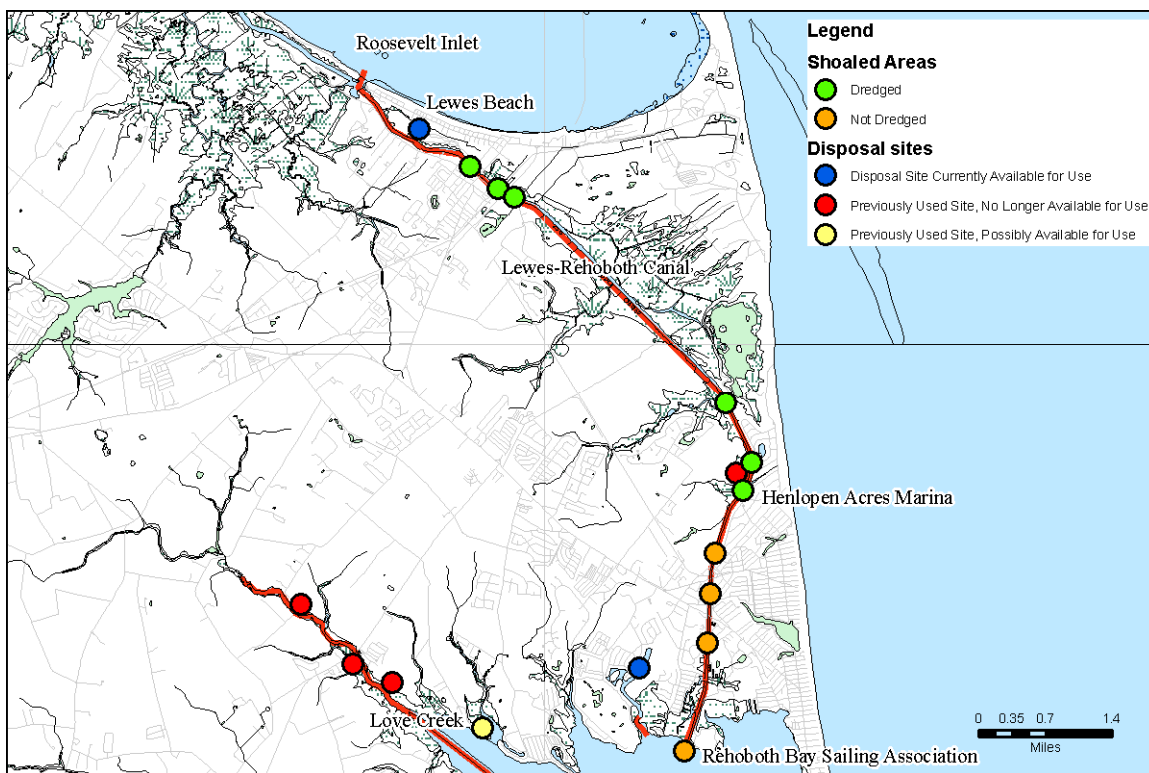 Roosevelt Inlet
Lewes Beach
Lewes-Rehoboth Canal
Henlopen Acres Marina
Love Creek
Rehoboth Bay Sailing Association
Legend
Shoaled Areas
Dredged
Not Dredged
Disposal sites
Disposal Site Currently Available for Use
Previously Used Site, No Longer Available for Use
Previously Used Site, Possibly Available for Use
0 0.35 0.7 1.4
Miles